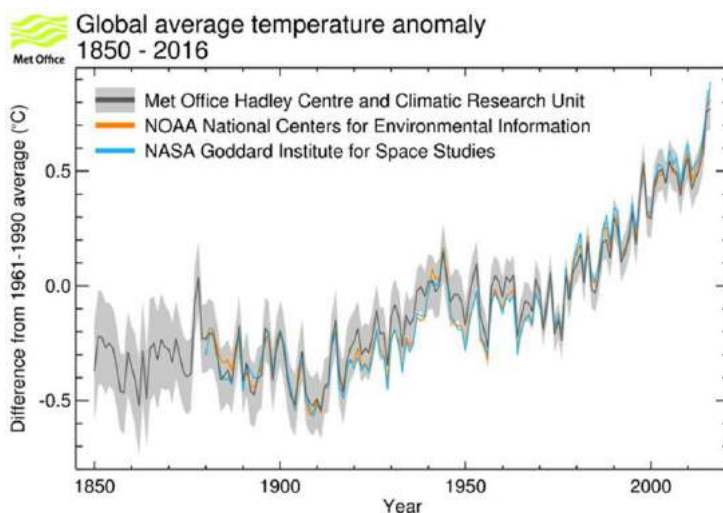 Met Office
Global average temperature anomaly
1850 - 2016
Met Office Hadley Centre and Climatic Research Unit
NOAA National Centers for Environmental Information
NASA Goddard Institute for Space Studies
Difference from 1961-1990 average (°C)
0.5
0.0
-0.5
1850
1900
1950
2000
Year